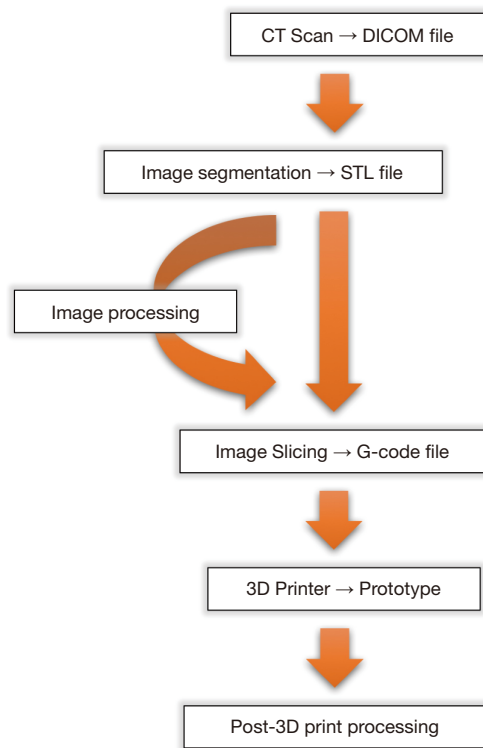 CT Scan → DICOM file
Image segmentation → STL file
Image processing
Image Slicing → G-code file
3D Printer → Prototype
Post-3D print processing